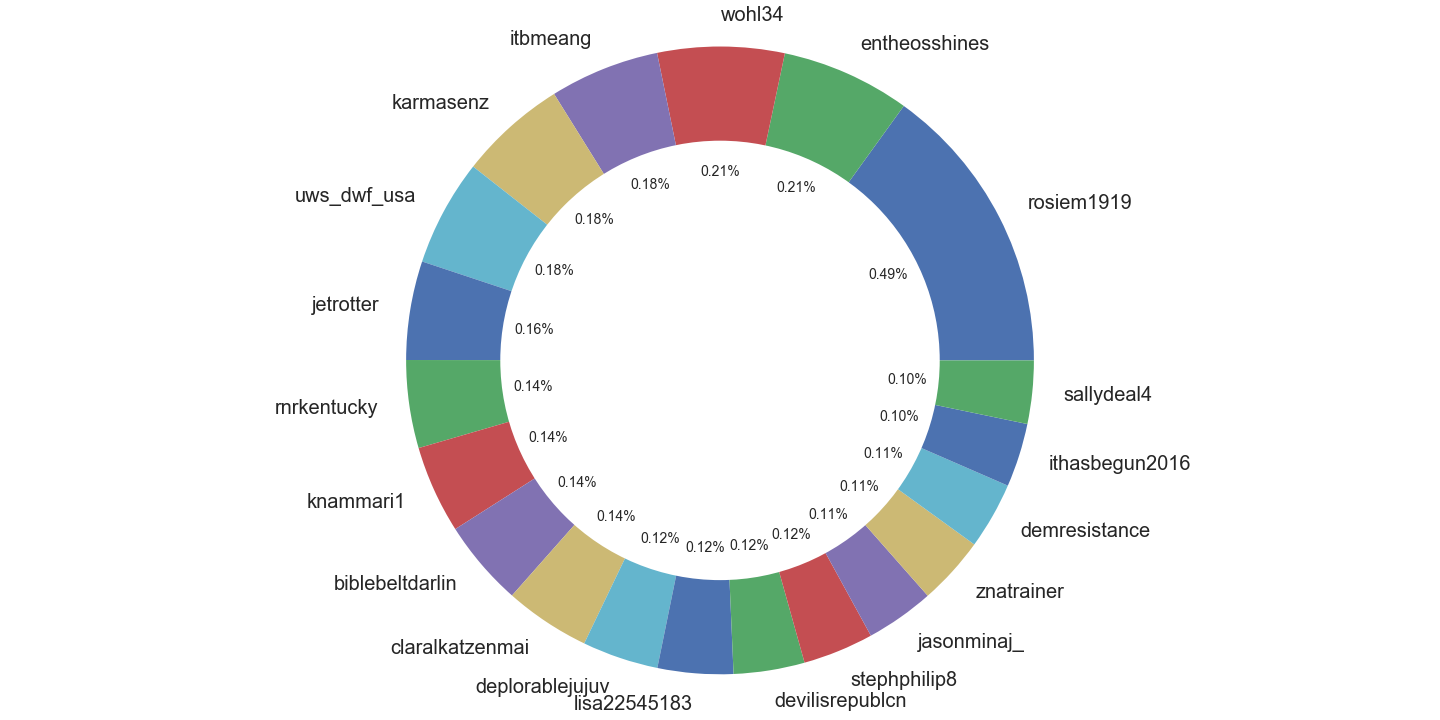 wohl34
entheosshines
itbmeang
karmasenz
rosiem1919
uws_dwf_usa
jetrotter
rnrkentucky
sallydeal4
knammari1
ithasbegun2016
biblebeltdarlin
demresistance
claralkatzenmai
znatrainer
deplorablejujuv
jasonminaj_
lisa22545183
stephphilip8
devilisrepublcn
0.21%
0.21%
0.18%
0.18%
0.18%
0.49%
0.16%
0.14%
0.10%
0.14%
0.10%
0.14%
0.11%
0.14%
0.11%
0.12%
0.11%
0.12%
0.12%
0.12%